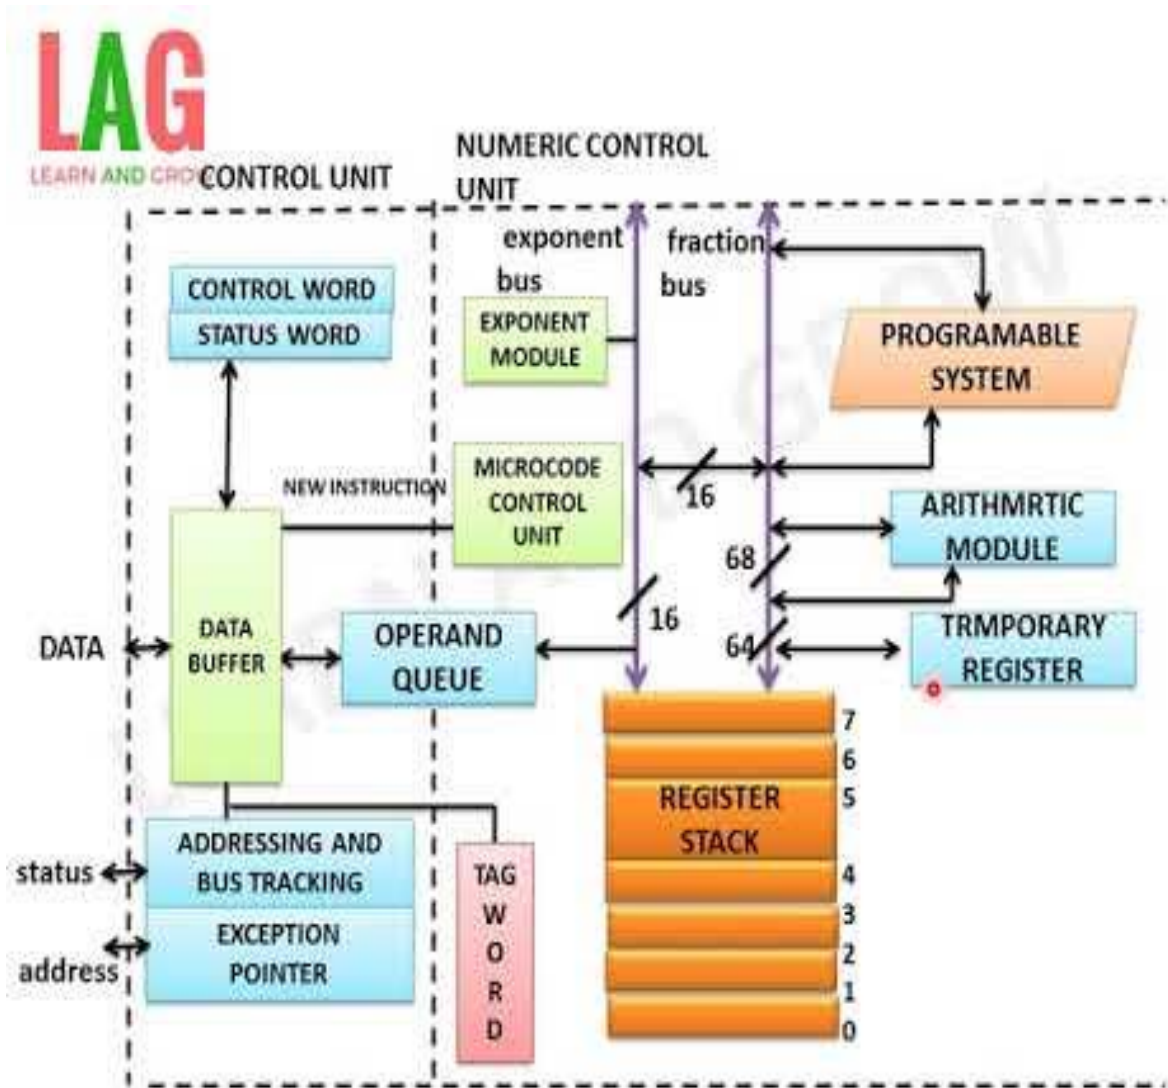 LAG
LEARN AND GROW
CONTROL UNIT
NUMERIC CONTROL
UNIT
exponent
bus
fraction
bus
CONTROL WORD
STATUS WORD
EXPONENT
MODULE
PROGRAMABLE
SYSTEM
NEW INSTRUCTION
MICROCODE
CONTROL
UNIT
16
ARITHMRTIC
MODULE
68
DATA
DATA
BUFFER
OPERAND
QUEUE
16
64
TRMPORARY
REGISTER
7
6
REGISTER
STACK
5
4
3
2
1
0
status
ADDRESSING AND
BUS TRACKING
address
EXCEPTION
POINTER
TAG
W
O
R
D